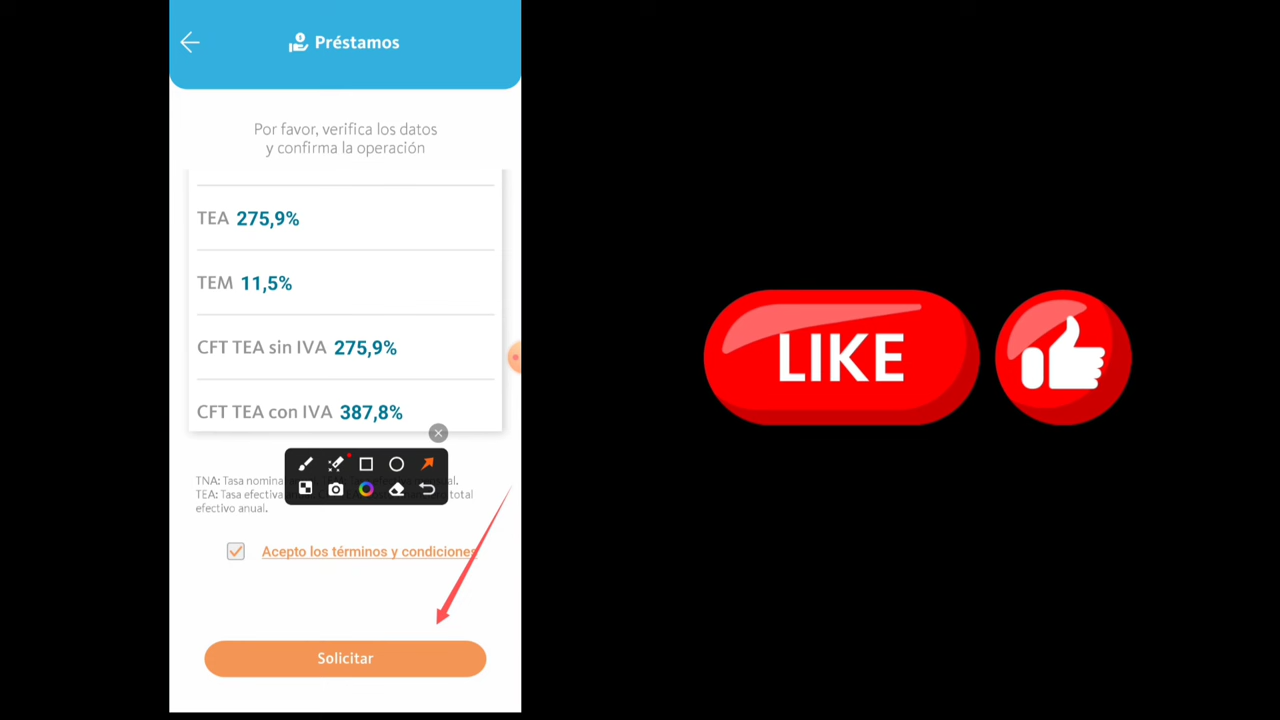 Préstamos
Por favor, verifica los datos
y confirma la operación
TEA 275,9%
TEM 11,5%
CFT TEA sin IVA 275,9%
CFT TEA con IVA 387,8%
TNA: Tasa nomina
TEA: Tasa efectiva total
efectivo anual.
Acepto los términos y condiciones
Solicitar
LIKE